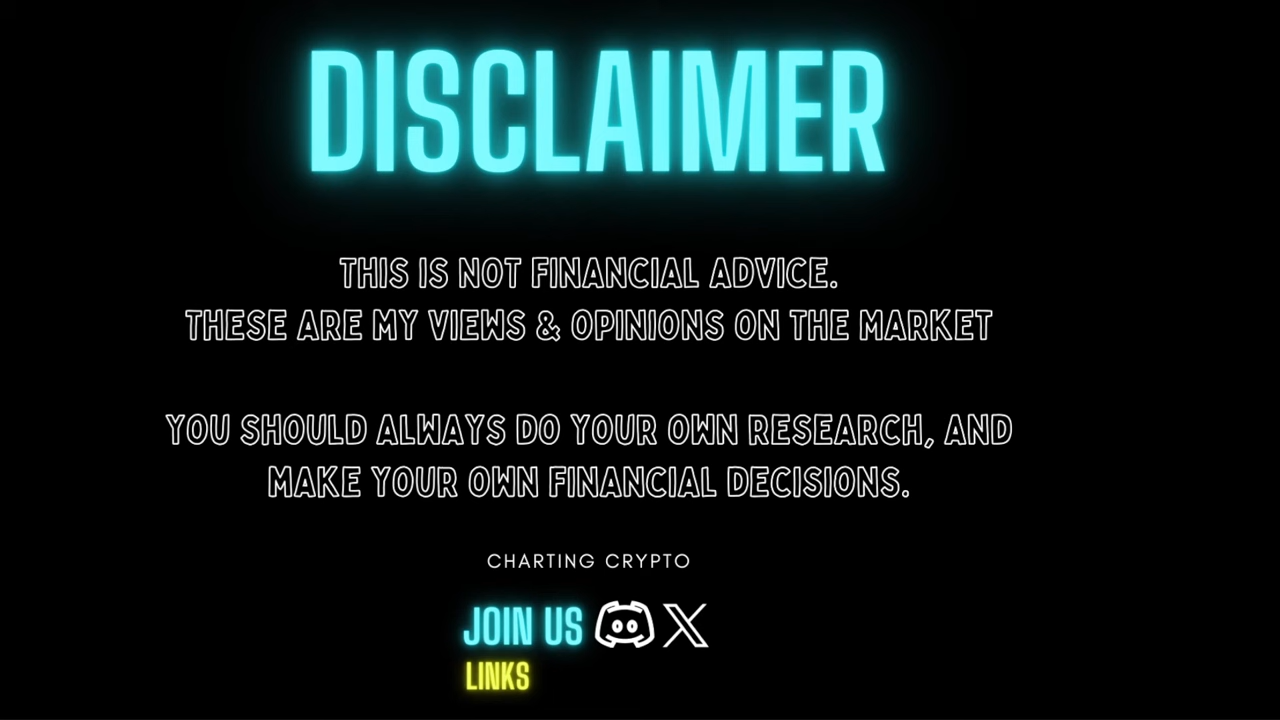 DISCLAIMER
THIS IS NOT FINANCIAL ADVICE.
THESE ARE MY VIEWS & OPINIONS ON THE MARKET
YOU SHOULD ALWAYS DO YOUR OWN RESEARCH, AND
MAKE YOUR OWN FINANCIAL DECISIONS.
CHARTING CRYPTO
JOIN US
LINKS